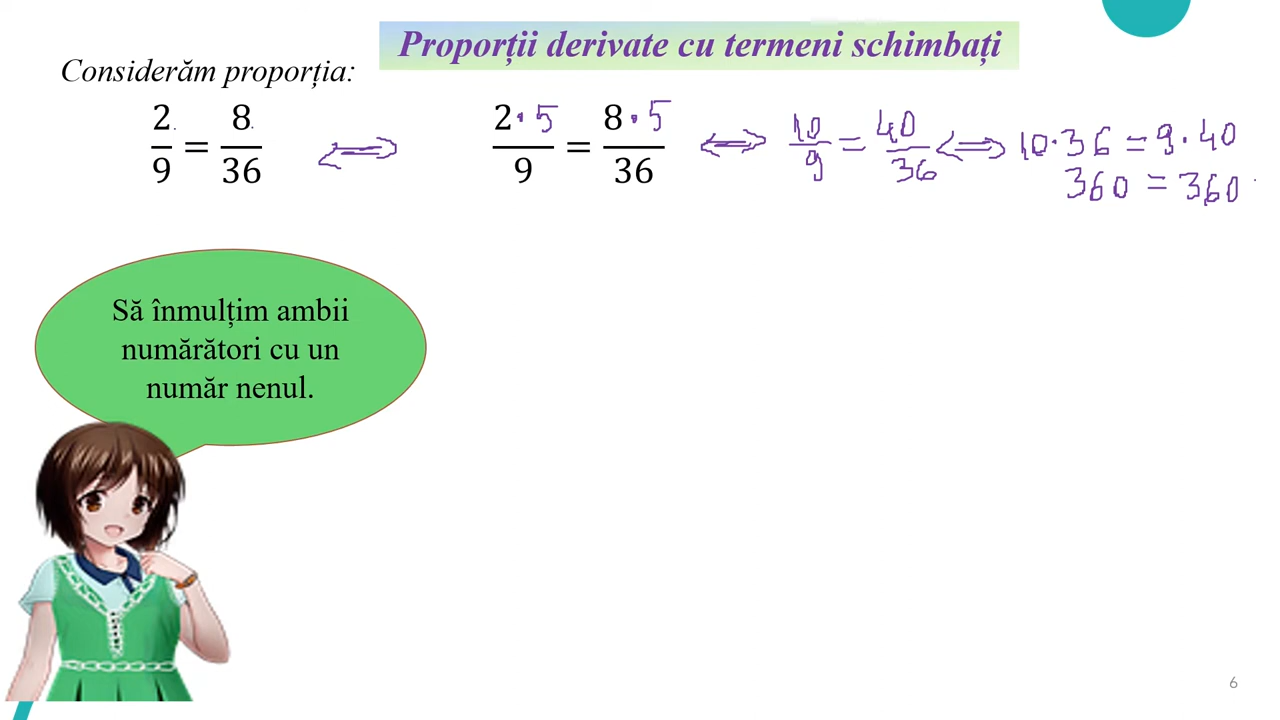 Proporții derivate cu termeni schimbați
Considerăm proporția:
2/9 = 8/36 ⟺ 2·5/9 = 8·5/36 ⟺ 10/9 = 40/36 ⟺ 10·36 = 9·40
360 = 360
Să înmulțim ambii
numărători cu un
număr nenul.
6